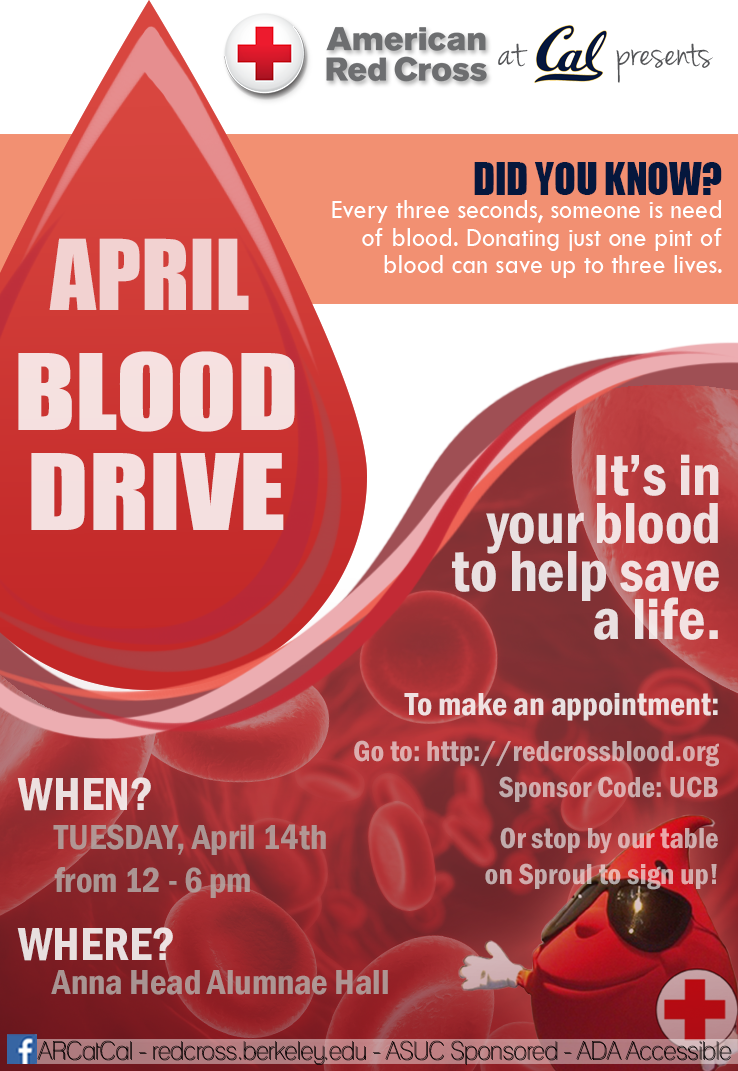 American
Red Cross
at Cal presents
DID YOU KNOW?
Every three seconds, someone is need
of blood. Donating just one pint of
blood can save up to three lives.
APRIL
BLOOD
DRIVE
It's in
your blood
to help save
a life.
To make an appointment:
Go to: http://redcrossblood.org
Sponsor Code: UCB
Or stop by our table
on Sproul to sign up!
WHEN?
TUESDAY, April 14th
from 12 - 6 pm
WHERE?
Anna Head Alumnae Hall
f ARCatCal - redcross.berkeley.edu - ASUC Sponsored - ADA Accessible